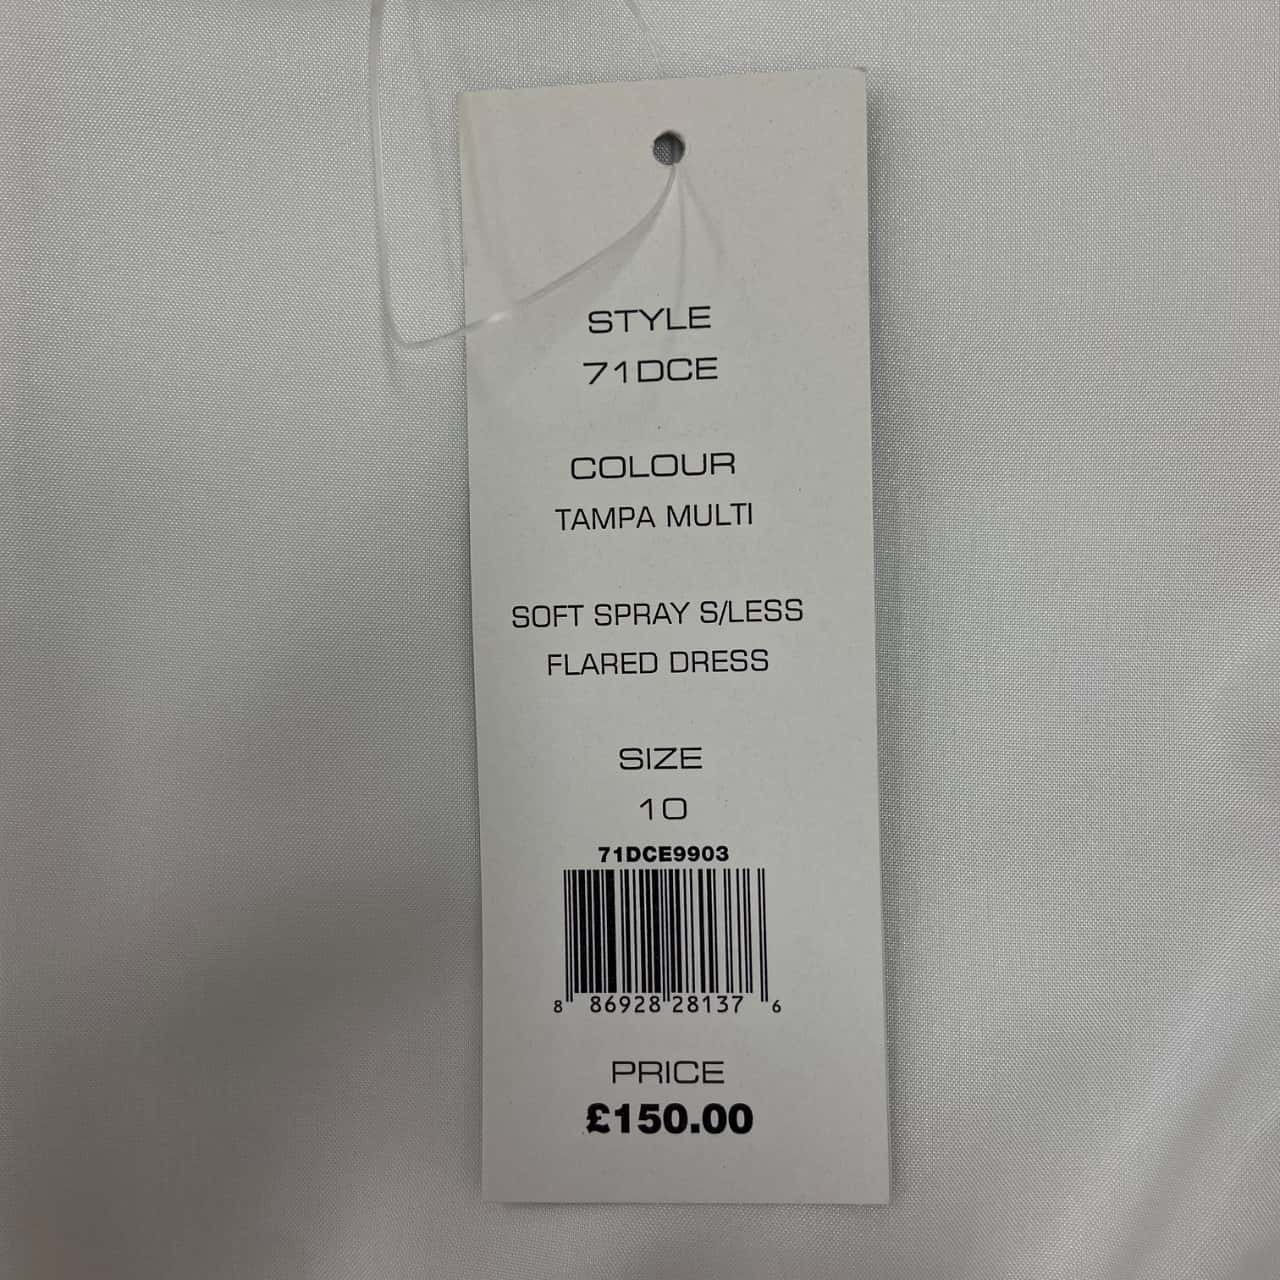 STYLE
71DCE
COLOUR
TAMPA MULTI
SOFT SPRAY S/LESS
FLARED DRESS
SIZE
10
71DCE9903
8 86928 28137 6
PRICE
£150.00